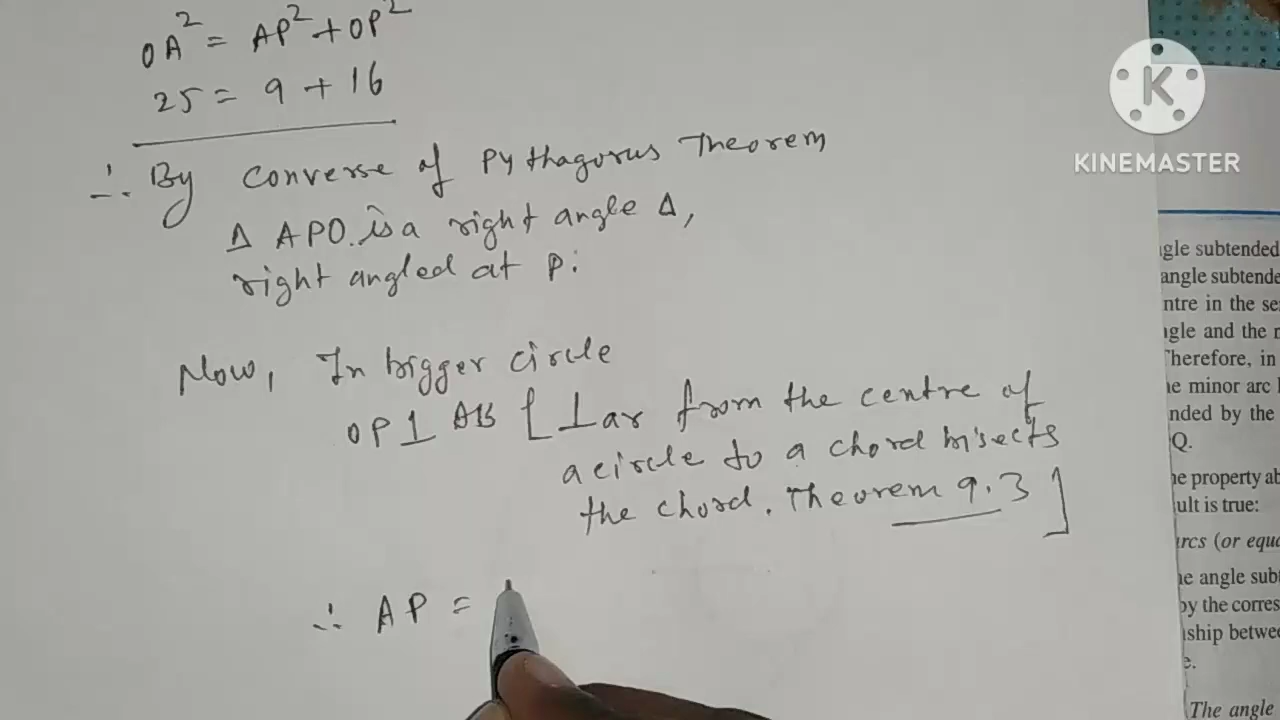 OA² = AP² + OP²
25 = 9 + 16
∴ By converse of Pythagorus Theorem
Δ APO is a right angle Δ,
right angled at P.
Now, In bigger circle
OP ⊥ AB [ ⊥ar from the centre of
a circle to a chord bisects
the chord. Theorem 9.3 ]
∴ AP =
KINEMASTER
gle subtended
angle subtende
ntre in the se
gle and the
Therefore, in
e minor arc
nded by the
Q.
e property ab
ult is true:
rcs (or equa
e angle sub
by the corres
ship betwe
e.
The angle